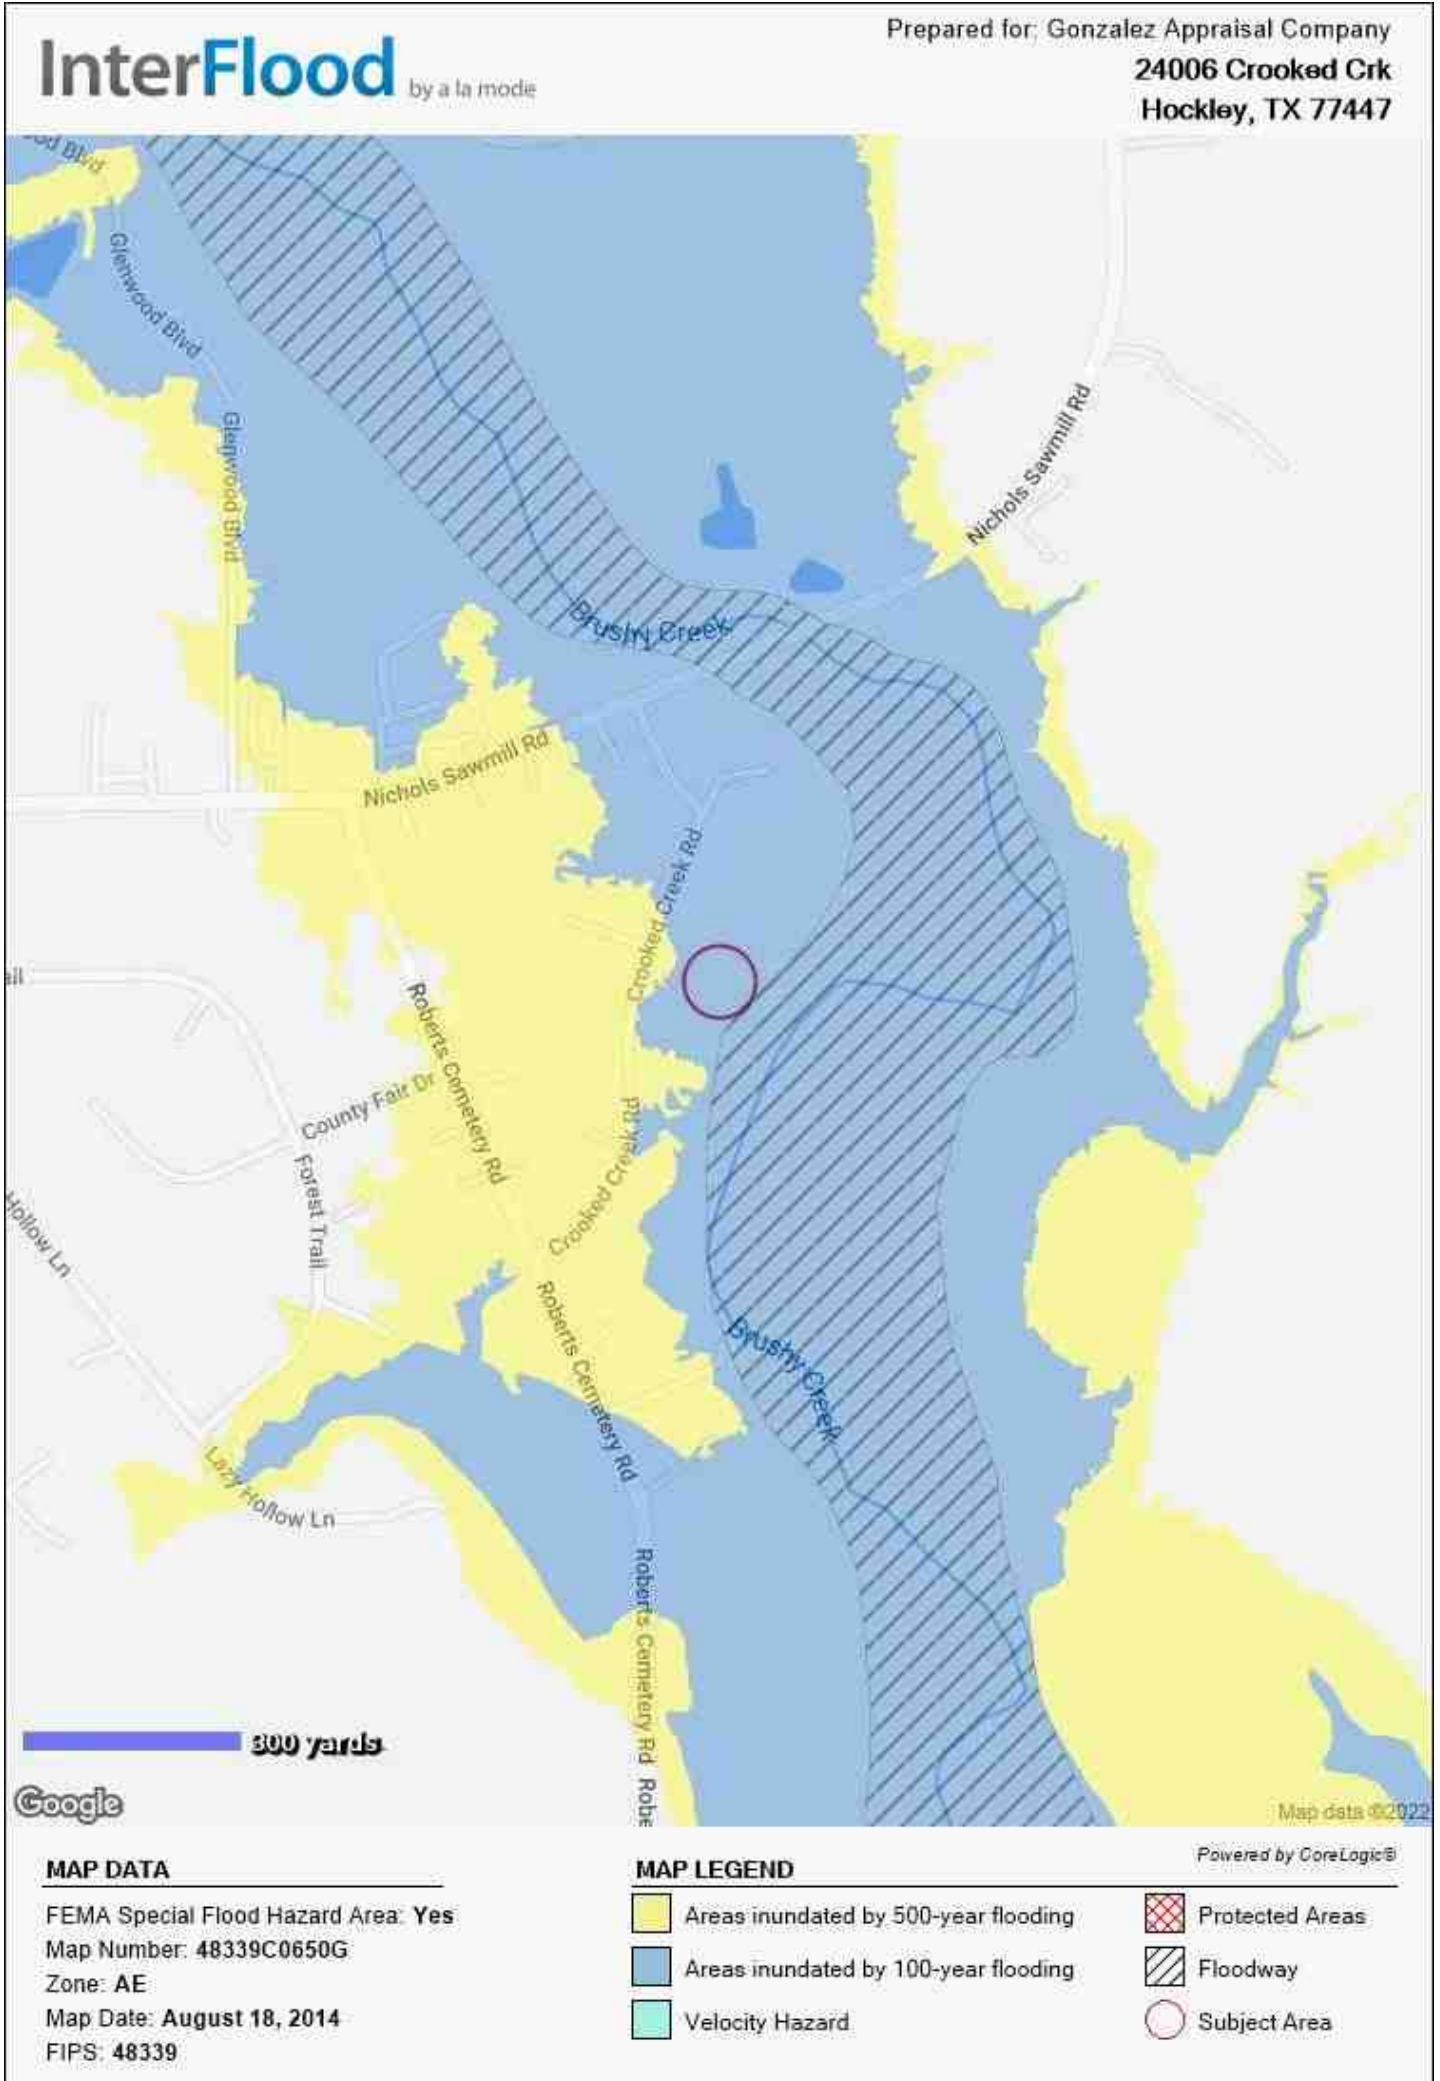 InterFlood by a la mode
Prepared for: Gonzalez Appraisal Company
24006 Crooked Crk
Hockley, TX 77447
Blvd
Glenwood Blvd
Glenwood Blvd
Nichols Sawmill Rd
Brushy Creek
Nichols Sawmill Rd
Crooked Creek Rd
Roberts Cemetery Rd
County Fair Dr
Crooked Creek Rd
Forest Trail
Hollow Ln
Roberts Cemetery Rd
Brushy Creek
Lazy Hollow Ln
Roberts Cemetery Rd
Robe
800 yards
Google
Map data ©2022
Powered by CoreLogic®
MAP DATA
FEMA Special Flood Hazard Area: Yes
Map Number: 48339C0650G
Zone: AE
Map Date: August 18, 2014
FIPS: 48339
MAP LEGEND
Areas inundated by 500-year flooding
Areas inundated by 100-year flooding
Velocity Hazard
Protected Areas
Floodway
Subject Area